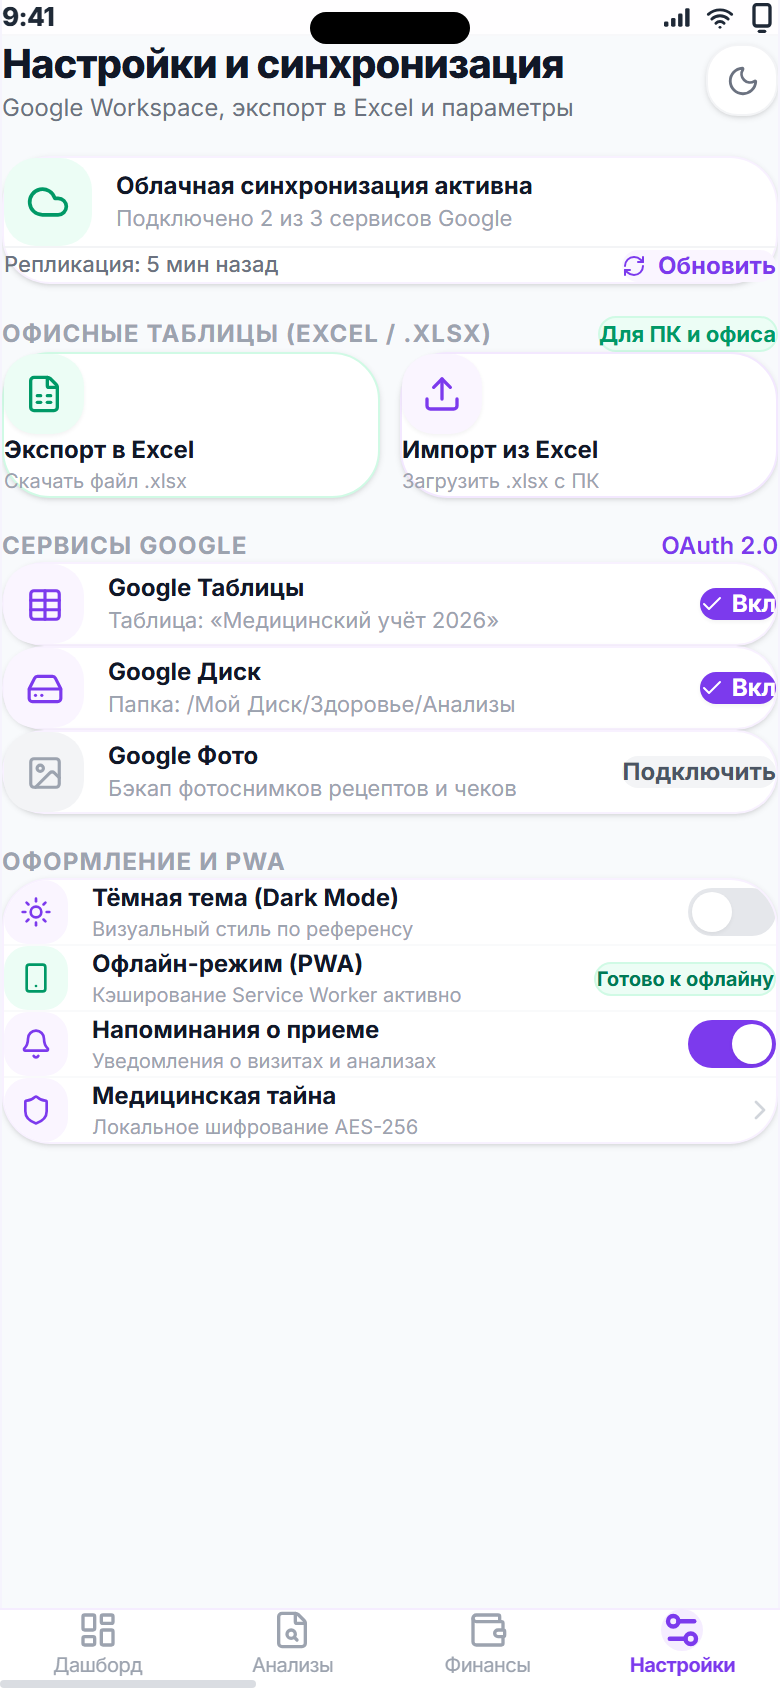 9:41
Настройки и синхронизация
Google Workspace, экспорт в Excel и параметры
Облачная синхронизация активна
Подключено 2 из 3 сервисов Google
Репликация: 5 мин назад
Обновить
ОФИСНЫЕ ТАБЛИЦЫ (EXCEL / .XLSX)
Для ПК и офиса
Экспорт в Excel
Скачать файл .xlsx
Импорт из Excel
Загрузить .xlsx с ПК
СЕРВИСЫ GOOGLE
OAuth 2.0
Google Таблицы
Таблица: «Медицинский учёт 2026»
Вкл
Google Диск
Папка: /Мой Диск/Здоровье/Анализы
Вкл
Google Фото
Бэкап фотоснимков рецептов и чеков
Подключить
ОФОРМЛЕНИЕ И PWA
Тёмная тема (Dark Mode)
Визуальный стиль по референсу
Офлайн-режим (PWA)
Кэширование Service Worker активно
Готово к офлайну
Напоминания о приеме
Уведомления о визитах и анализах
Медицинская тайна
Локальное шифрование AES-256
Дашборд
Анализы
Финансы
Настройки